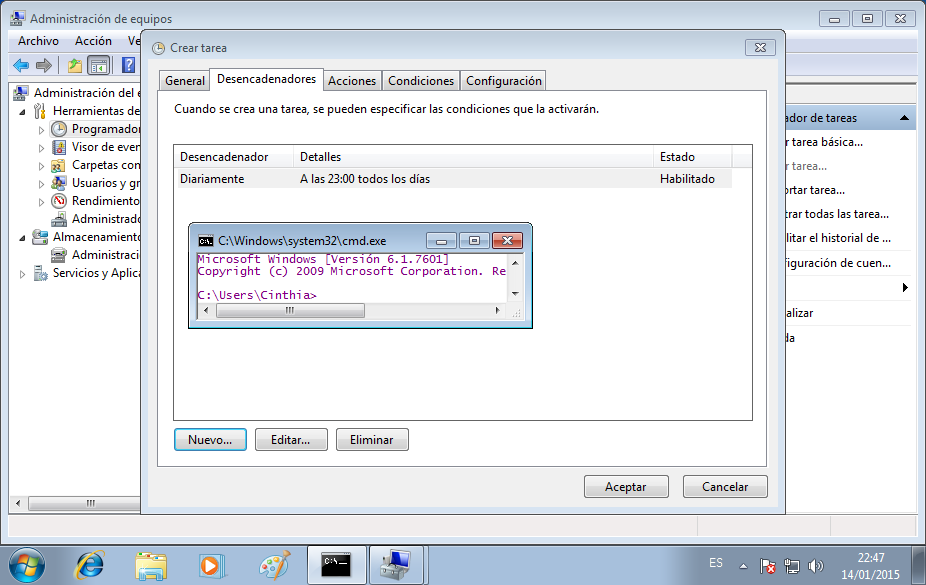 Administración de equipos
Archivo Acción Ve
Crear tarea
General Desencadenadores Acciones Condiciones Configuración
Cuando se crea una tarea, se pueden especificar las condiciones que la activarán.
Desencadenador Detalles Estado
Diariamente A las 23:00 todos los días Habilitado
C:\Windows\system32\cmd.exe
Microsoft Windows [Versión 6.1.7601]
Copyright (c) 2009 Microsoft Corporation. Re
C:\Users\Cinthia>
Nuevo... Editar... Eliminar
Aceptar Cancelar
Administración del e
Herramientas de
Programador
Visor de ever
Carpetas con
Usuarios y gr
Rendimiento
Administrado
Almacenamiento
Administraci
Servicios y Aplica
ador de tareas
r tarea básica...
r tarea...
ortar tarea...
trar todas las tarea...
ilitar el historial de ...
figuración de cuen...
alizar
da
ES
22:47
14/01/2015